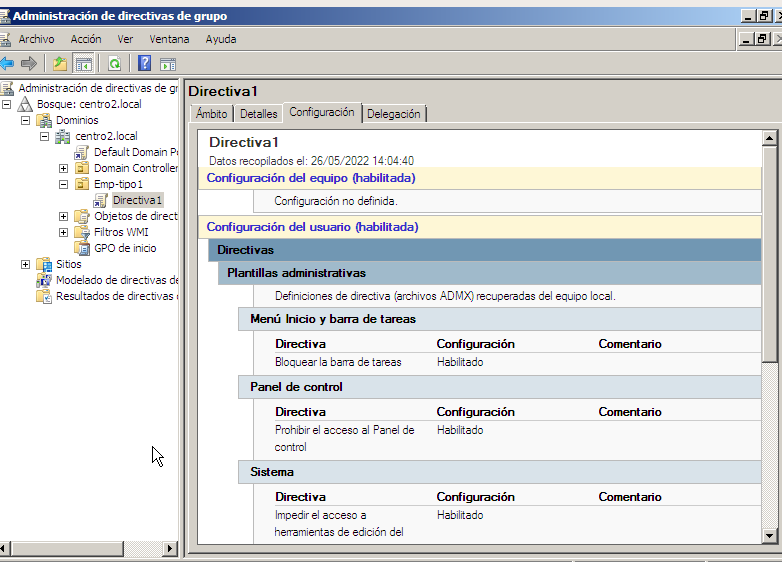 Administración de directivas de grupo
Archivo Acción Ver Ventana Ayuda
Administración de directivas de gr
Bosque: centro2.local
Dominios
centro2.local
Default Domain Po
Domain Controller
Emp-tipo1
Directiva1
Objetos de direct
Filtros WMI
GPO de inicio
Sitios
Modelado de directivas de
Resultados de directivas
Directiva1
Ámbito Detalles Configuración Delegación
Directiva1
Datos recopilados el: 26/05/2022 14:04:40
Configuración del equipo (habilitada)
Configuración no definida.
Configuración del usuario (habilitada)
Directivas
Plantillas administrativas
Definiciones de directiva (archivos ADMX) recuperadas del equipo local.
Menú Inicio y barra de tareas
Directiva Configuración Comentario
Bloquear la barra de tareas Habilitado
Panel de control
Directiva Configuración Comentario
Prohibir el acceso al Panel de Habilitado
control
Sistema
Directiva Configuración Comentario
Impedir el acceso a Habilitado
herramientas de edición del